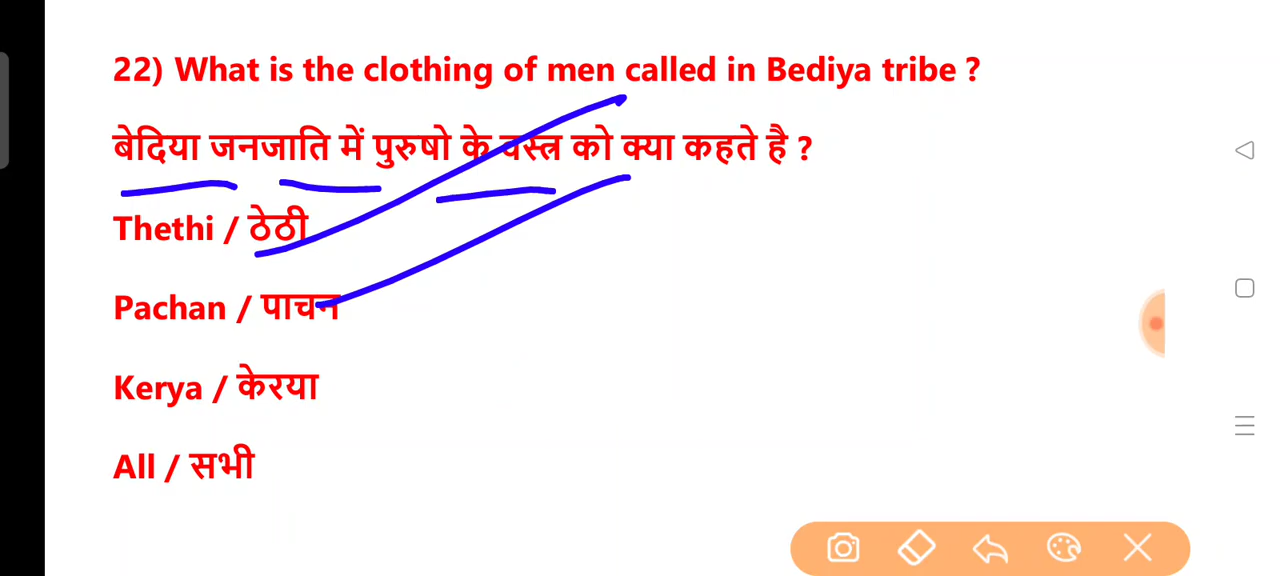 22) What is the clothing of men called in Bediya tribe ?
बेदिया जनजाति में पुरुषो के वस्त्र को क्या कहते है ?
Thethi / ठेठी
Pachan / पाचन
Kerya / केरया
All / सभी